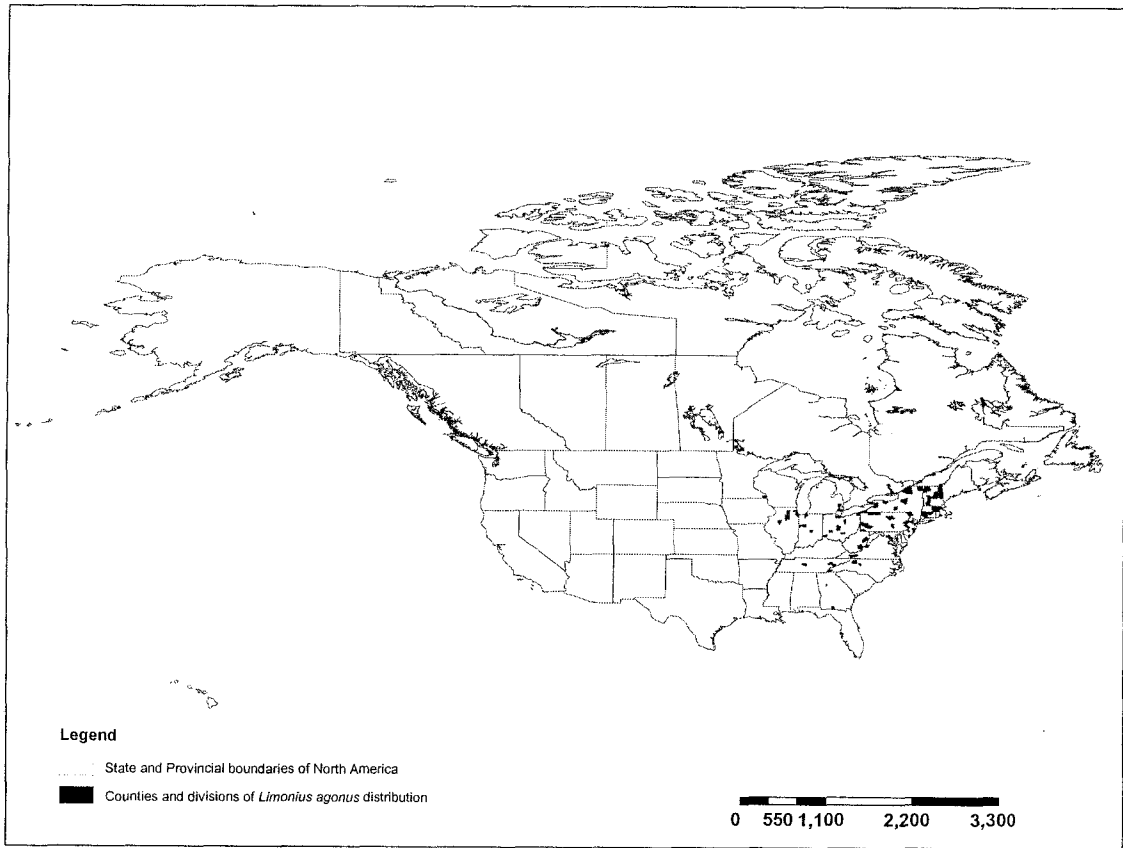 Legend
State and Provincial boundaries of North America
Counties and divisions of Limonius agonus distribution
0 550 1,100 2,200 3,300